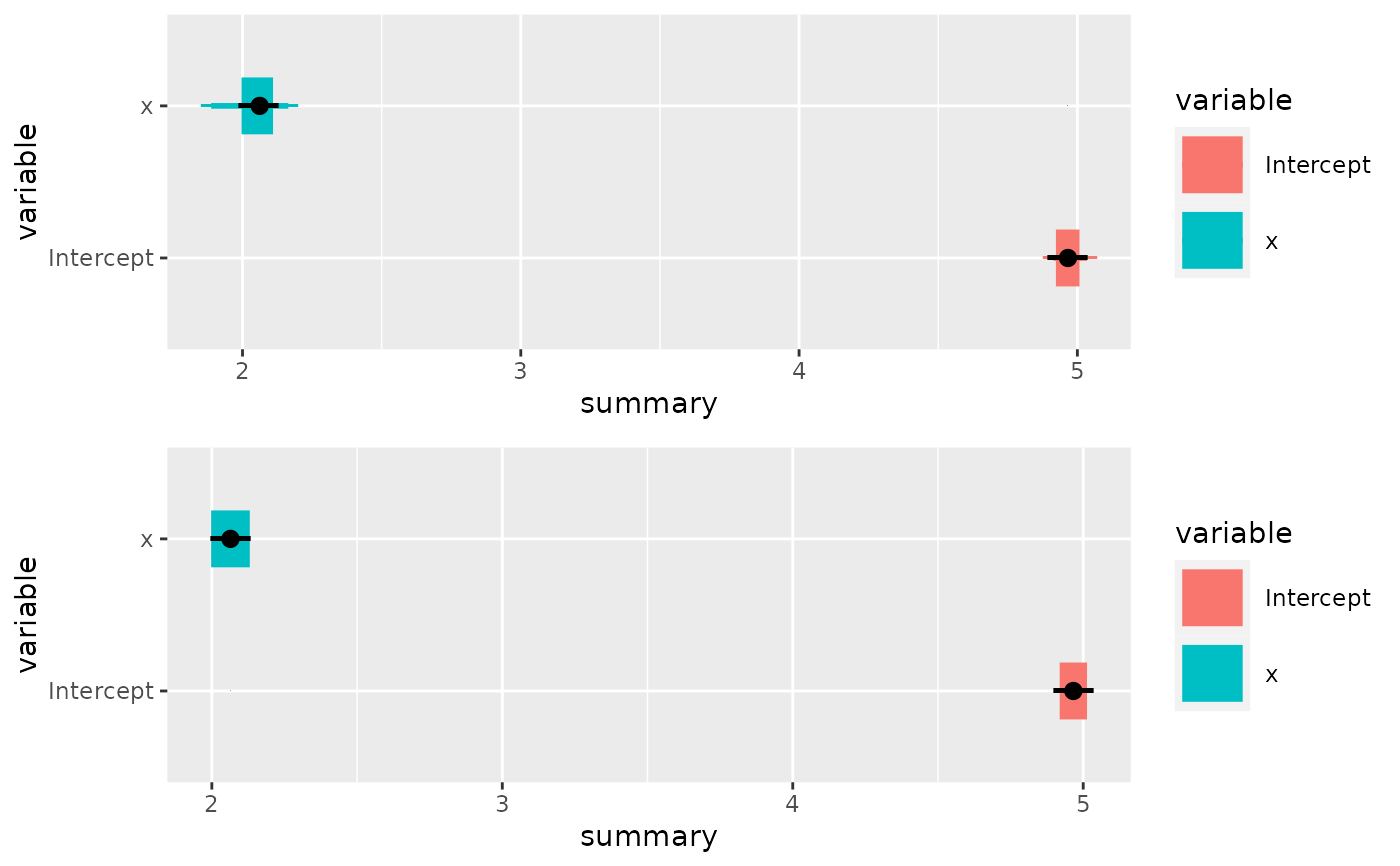 variable
x
Intercept
2 3 4 5
summary
variable
Intercept
x
variable
x
Intercept
2 3 4 5
summary
variable
Intercept
x